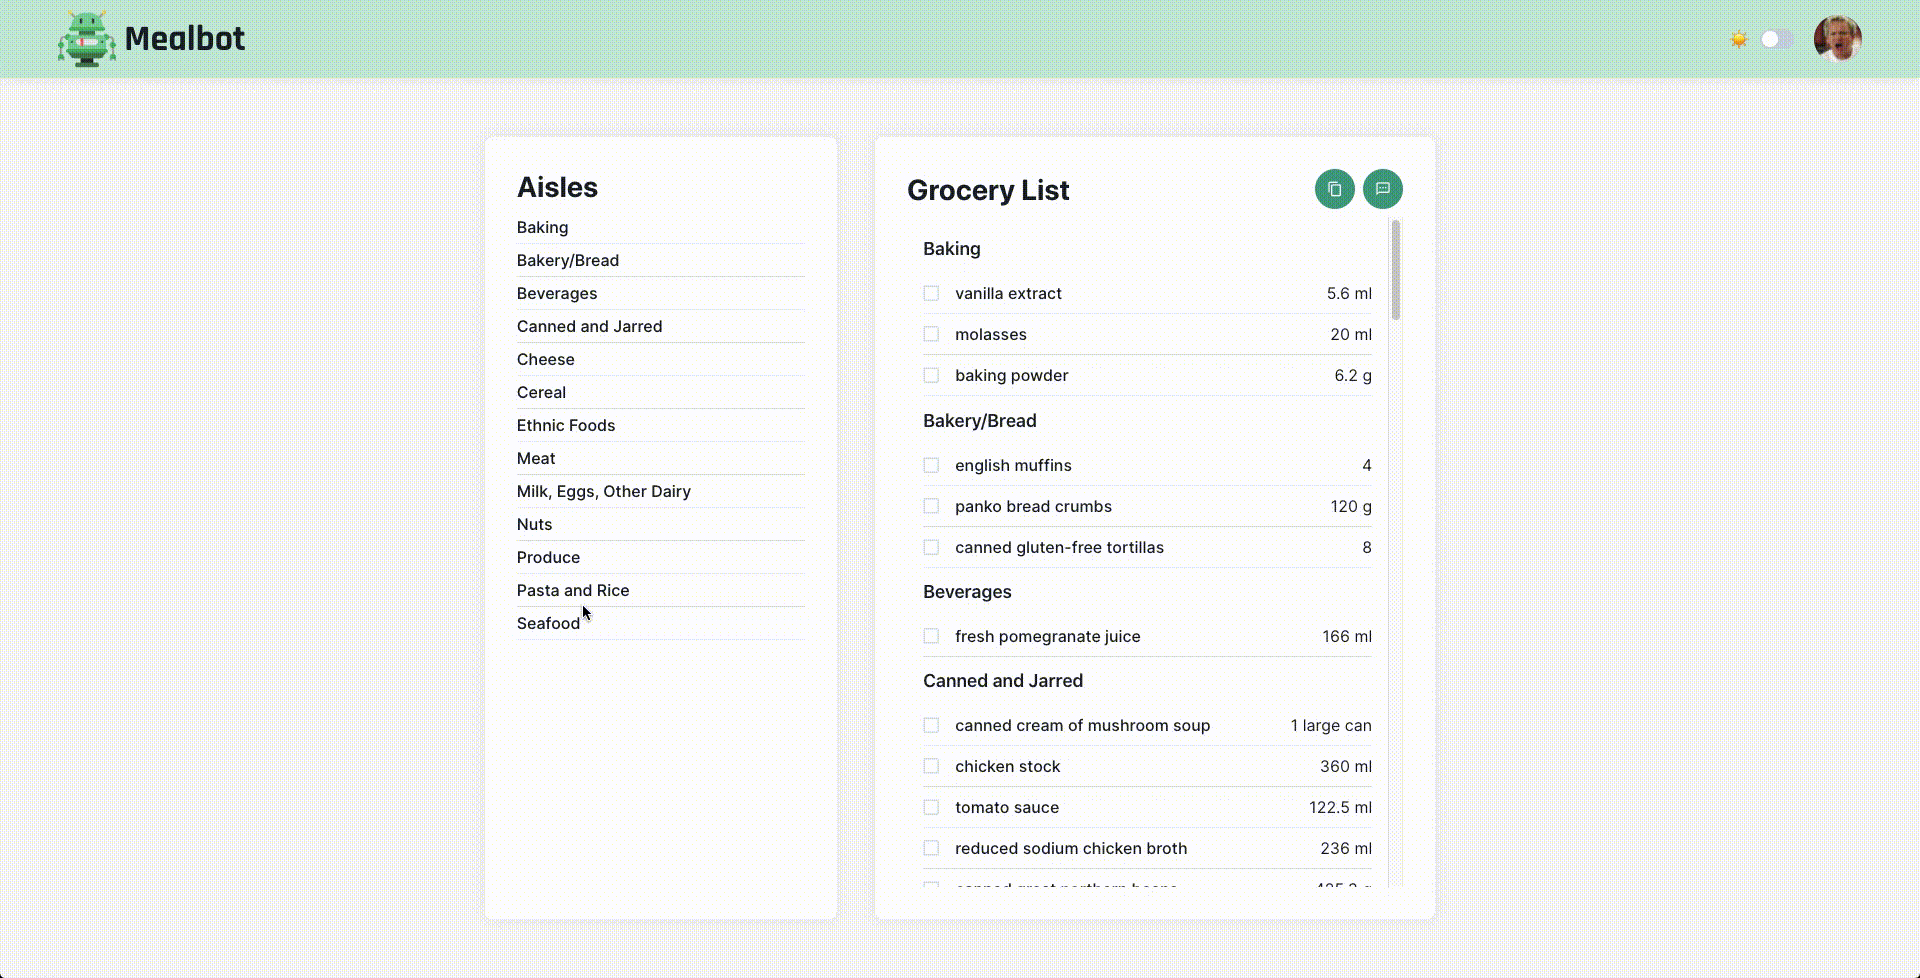 Mealbot
Aisles
Baking
Bakery/Bread
Beverages
Canned and Jarred
Cheese
Cereal
Ethnic Foods
Meat
Milk, Eggs, Other Dairy
Nuts
Produce
Pasta and Rice
Seafood
Grocery List
Baking
vanilla extract 5.6 ml
molasses 20 ml
baking powder 6.2 g
Bakery/Bread
english muffins 4
panko bread crumbs 120 g
canned gluten-free tortillas 8
Beverages
fresh pomegranate juice 166 ml
Canned and Jarred
canned cream of mushroom soup 1 large can
chicken stock 360 ml
tomato sauce 122.5 ml
reduced sodium chicken broth 236 ml
canned great northern beans